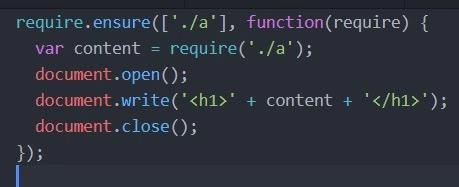 require.ensure(['./a'], function(require) {
  var content = require('./a');
  document.open();
  document.write('<h1>' + content + '</h1>');
  document.close();
});